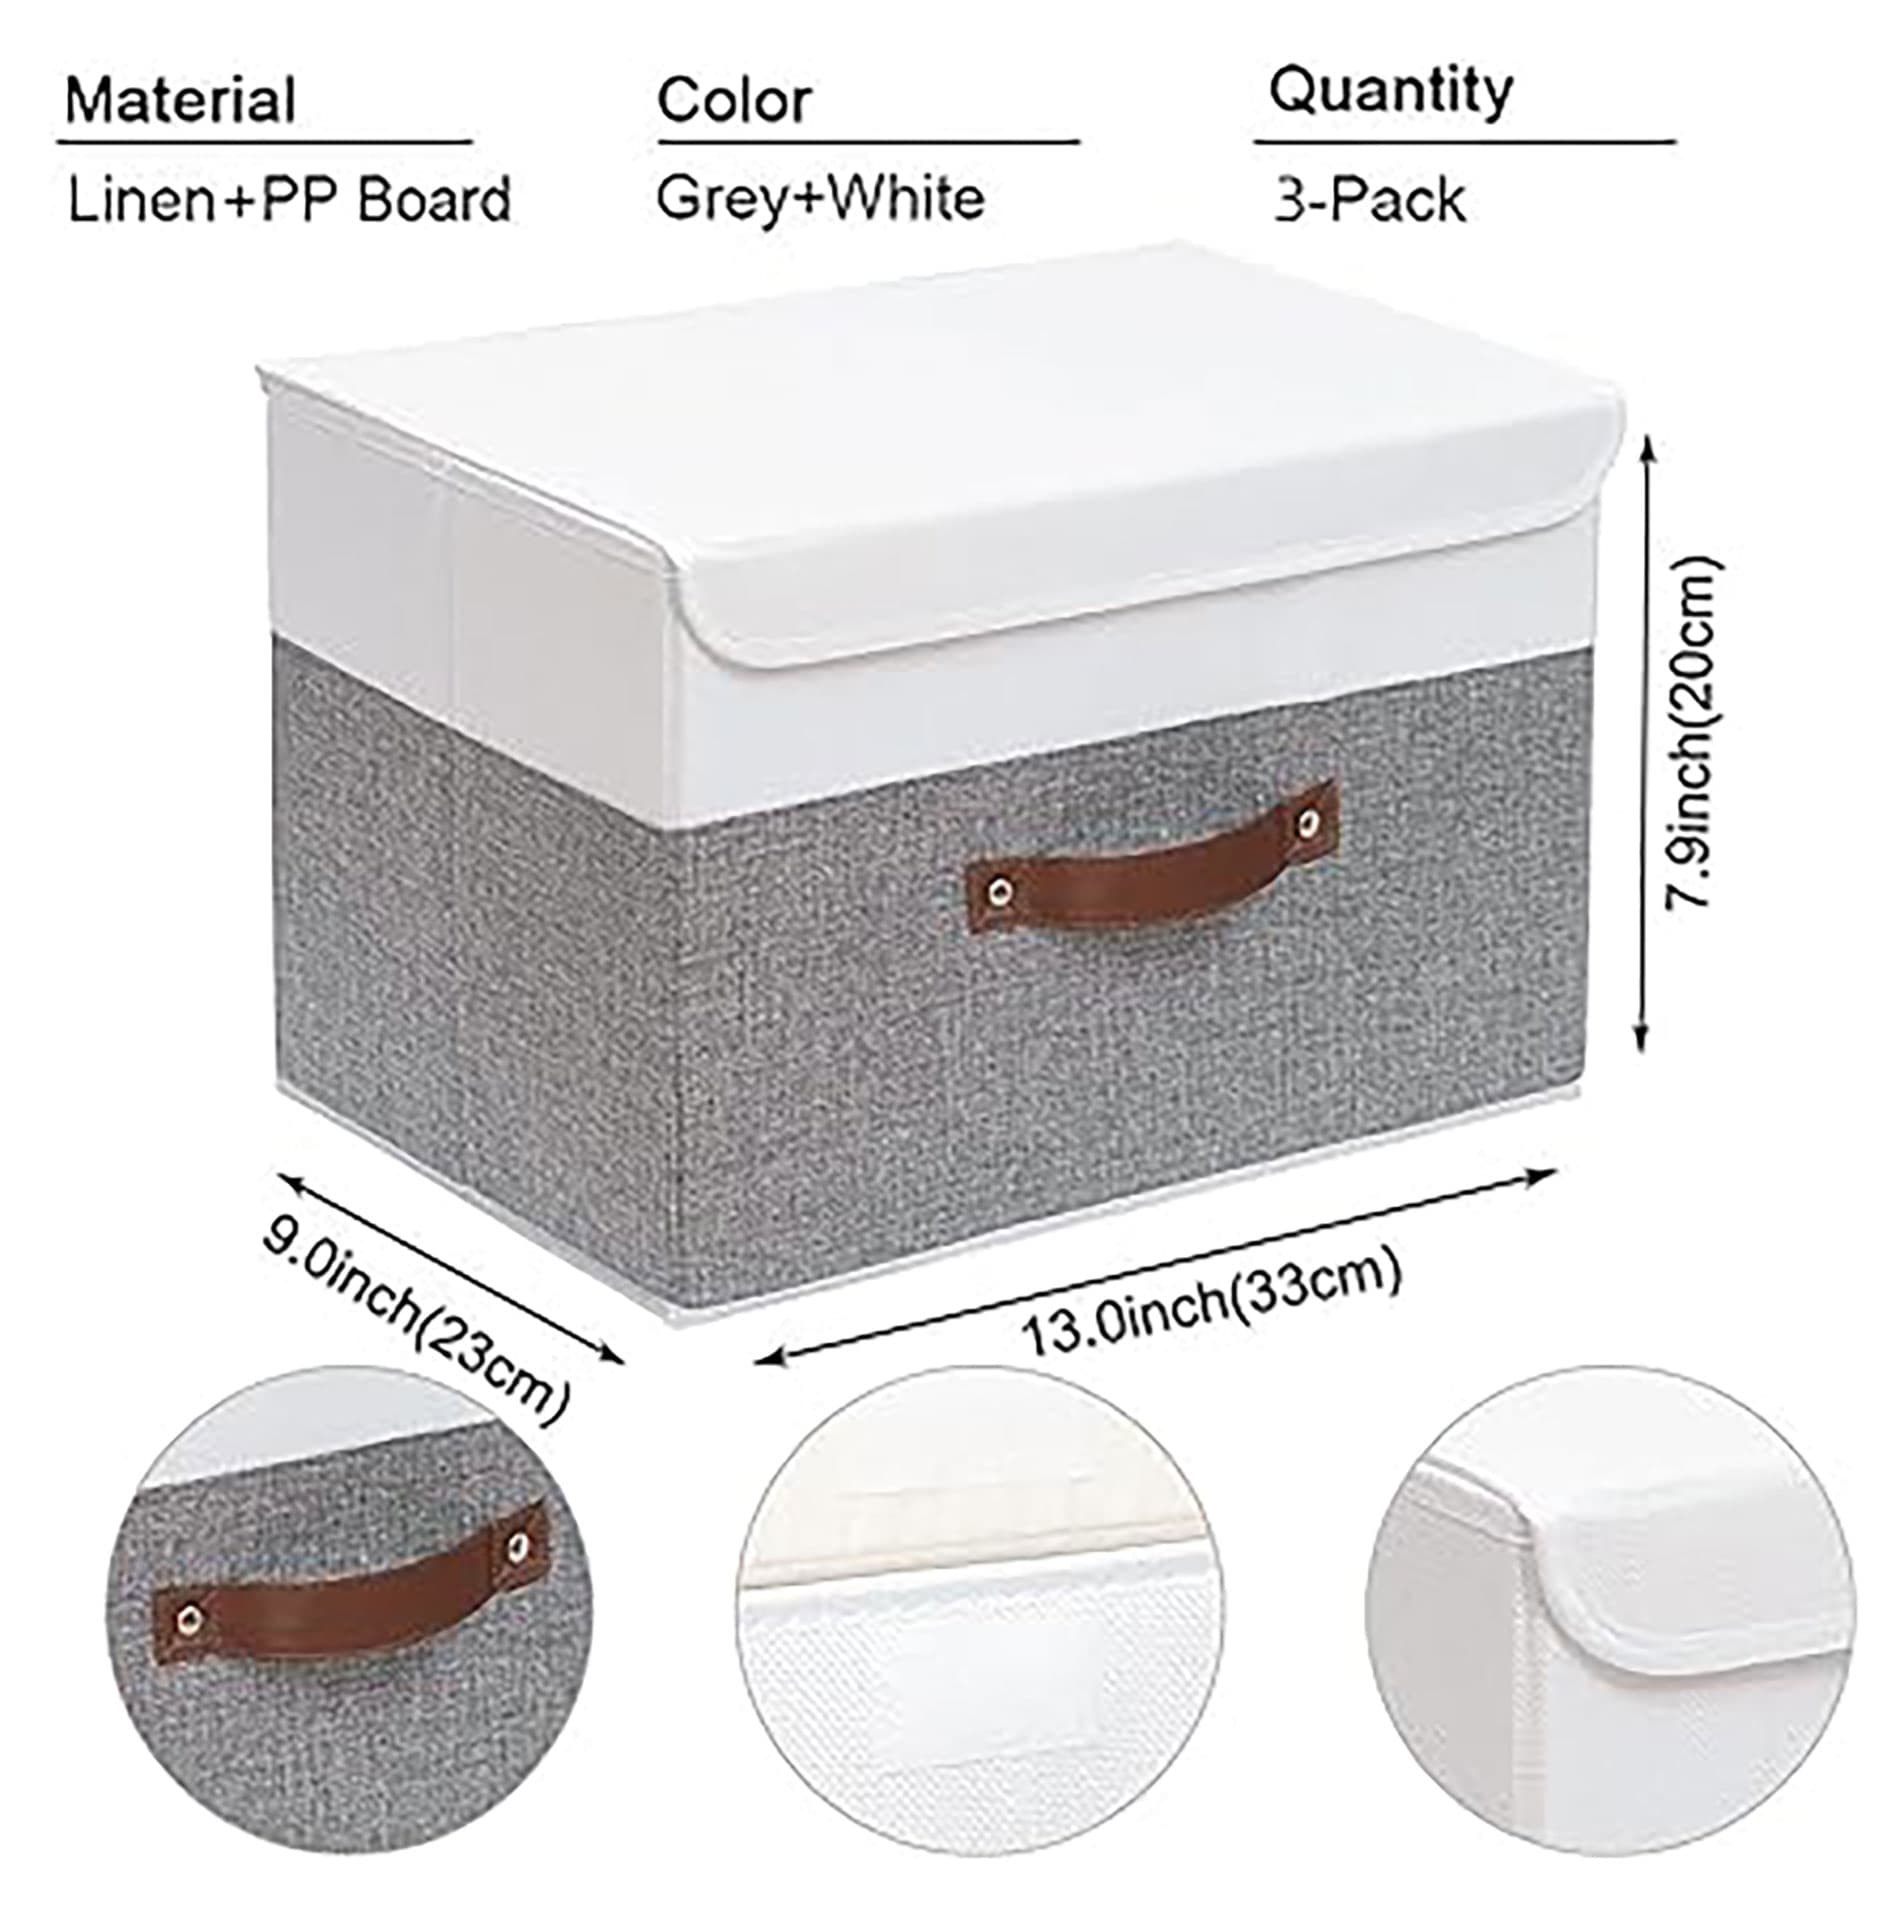 Material
Color
Quantity
Linen+PP Board
Grey+White
3-Pack
7.9inch(20cm)
9.0inch(23cm)
13.0inch(33cm)